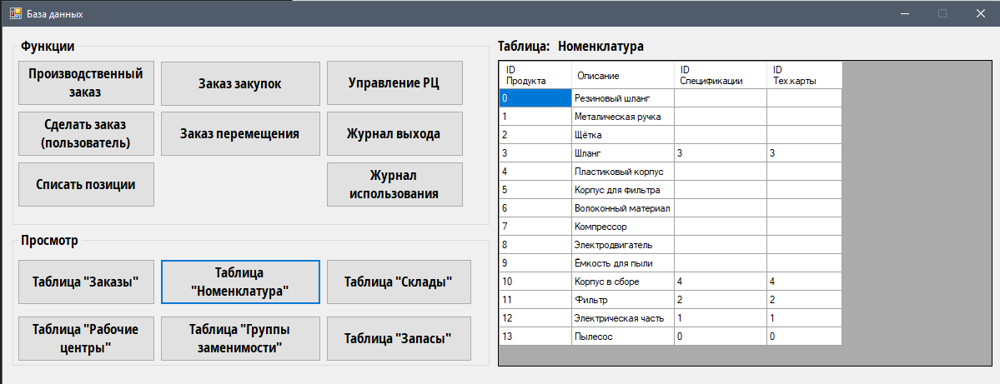 База данных
Функции
Производственный
заказ
Заказ закупок
Управление РЦ
Сделать заказ
(пользователь)
Заказ перемещения
Журнал выхода
Списать позиции
Журнал
использования
Просмотр
Таблица "Заказы"
Таблица
"Номенклатура"
Таблица "Склады"
Таблица "Рабочие
центры"
Таблица "Группы
заменимости"
Таблица "Запасы"
Таблица: Номенклатура
ID
Продукта
Описание
ID
Спецификации
ID
Тех.карты
0 Резиновый шланг
1 Металическая ручка
2 Щётка
3 Шланг 3 3
4 Пластиковый корпус
5 Корпус для фильтра
6 Волоконный материал
7 Компрессор
8 Электродвигатель
9 Ёмкость для пыли
10 Корпус в сборе 4 4
11 Фильтр 2 2
12 Электрическая часть 1 1
13 Пылесос 0 0